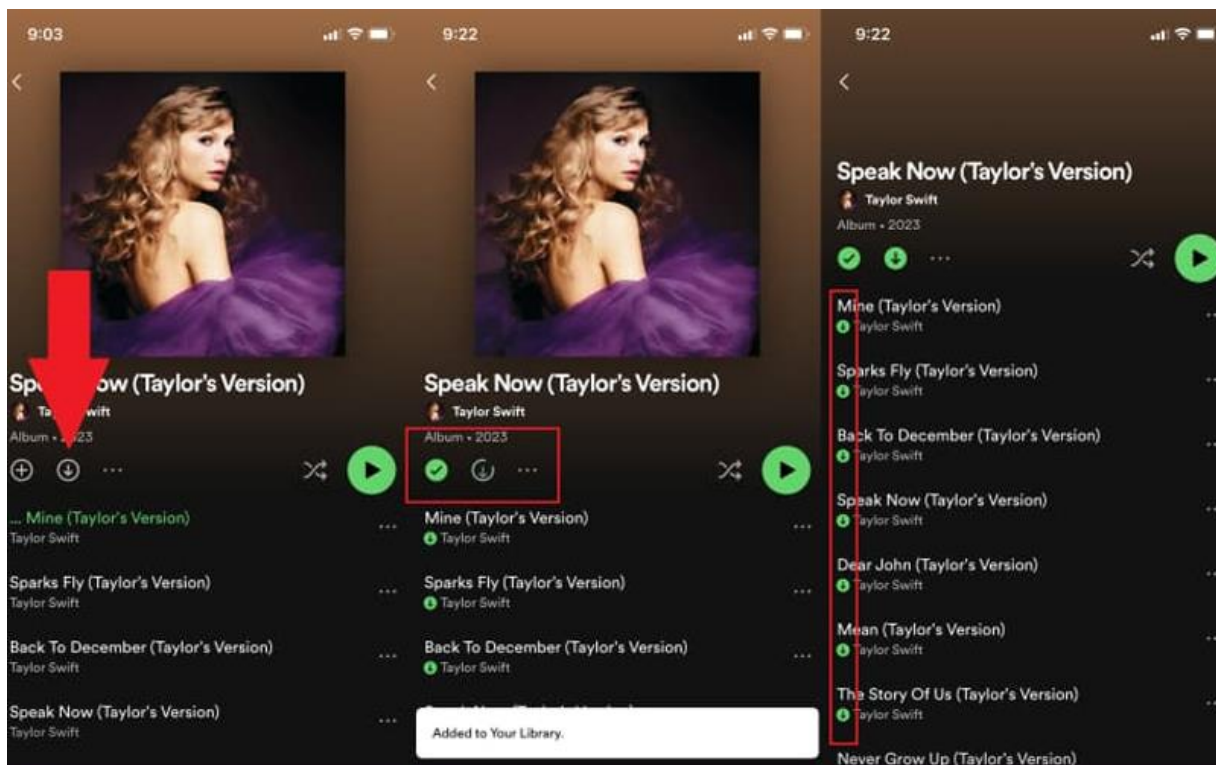 9:03
Speak Now (Taylor's Version)
Taylor Swift
Album • 2023
... Mine (Taylor's Version)
Taylor Swift
Sparks Fly (Taylor's Version)
Taylor Swift
Back To December (Taylor's Version)
Taylor Swift
Speak Now (Taylor's Version)
Taylor Swift
9:22
Speak Now (Taylor's Version)
Taylor Swift
Album • 2023
Mine (Taylor's Version)
Taylor Swift
Sparks Fly (Taylor's Version)
Taylor Swift
Back To December (Taylor's Version)
Taylor Swift
Added to Your Library.
9:22
Speak Now (Taylor's Version)
Taylor Swift
Album • 2023
Mine (Taylor's Version)
Taylor Swift
Sparks Fly (Taylor's Version)
Taylor Swift
Back To December (Taylor's Version)
Taylor Swift
Speak Now (Taylor's Version)
Taylor Swift
Dear John (Taylor's Version)
Taylor Swift
Mean (Taylor's Version)
Taylor Swift
The Story Of Us (Taylor's Version)
Taylor Swift
Never Grow Up (Taylor's Version)